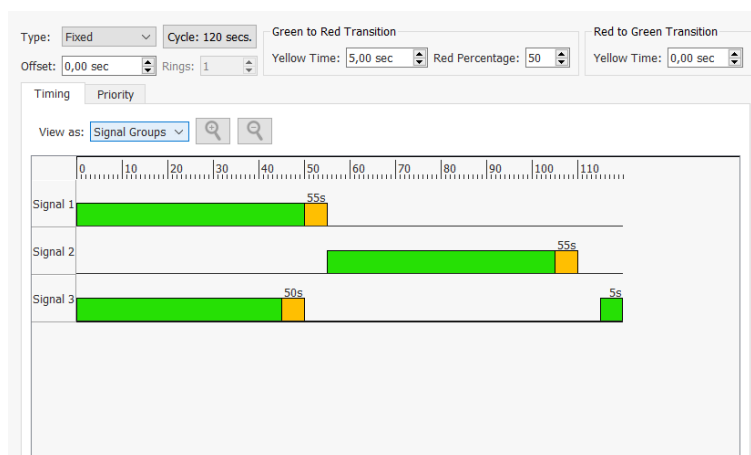 Green to Red Transition
Red to Green Transition
Type: Fixed Cycle: 120 secs.
Yellow Time: 5,00 sec Red Percentage: 50
Yellow Time: 0,00 sec
Offset: 0,00 sec Rings: 1
Timing Priority
View as: Signal Groups
0 10 20 30 40 50 60 70 80 90 100 110
Signal 1 55s
Signal 2 55s
Signal 3 50s 5s